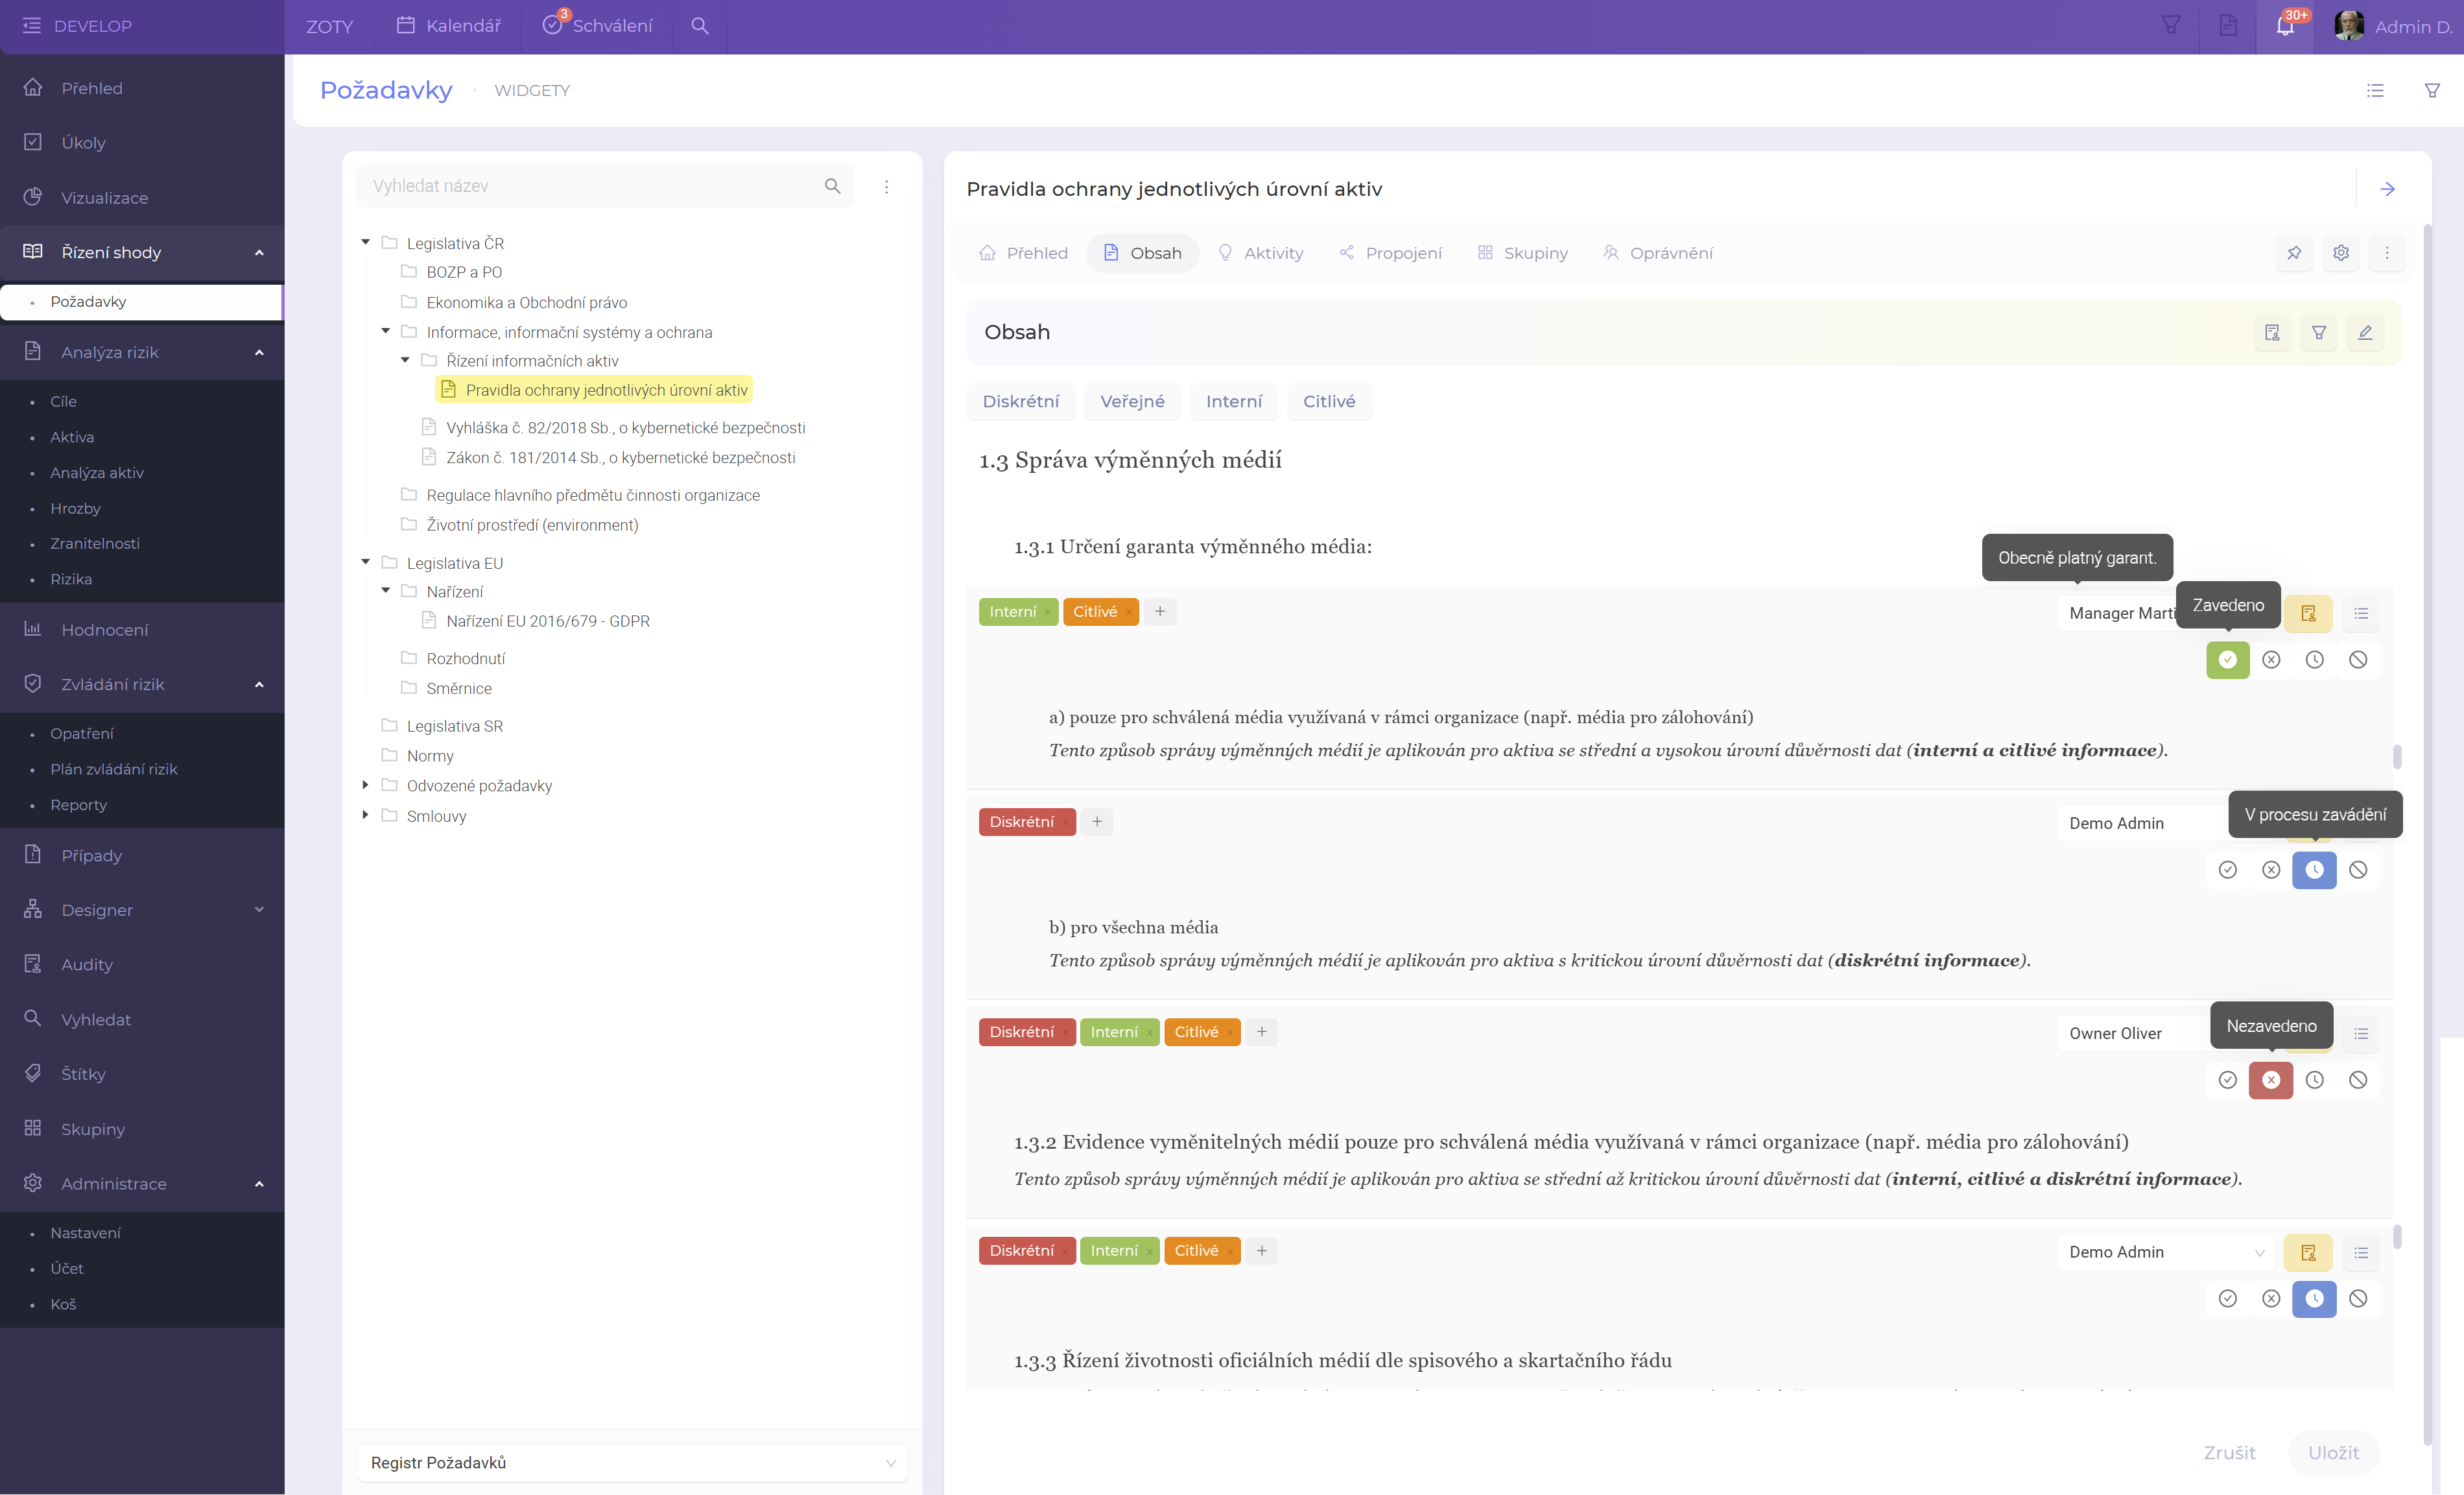 DEVELOP
ZOTY
Kalendář
3
Schválení
30+
Admin D.
Přehled
Úkoly
Vizualizace
Řízení shody
Požadavky
Analýza rizik
Cíle
Aktiva
Analýza aktiv
Hrozby
Zranitelnosti
Rizika
Hodnocení
Zvládání rizik
Opatření
Plán zvládání rizik
Reporty
Případy
Designer
Audity
Vyhledat
Štítky
Skupiny
Administrace
Nastavení
Účet
Koš
Požadavky
WIDGETY
Vyhledat název
Legislativa ČR
BOZP a PO
Ekonomika a Obchodní právo
Informace, informační systémy a ochrana
Řízení informačních aktiv
Pravidla ochrany jednotlivých úrovní aktiv
Vyhláška č. 82/2018 Sb., o kybernetické bezpečnosti
Zákon č. 181/2014 Sb., o kybernetické bezpečnosti
Regulace hlavního předmětu činnosti organizace
Životní prostředí (environment)
Legislativa EU
Nařízení
Nařízení EU 2016/679 - GDPR
Rozhodnutí
Směrnice
Legislativa SR
Normy
Odvozené požadavky
Smlouvy
Registr Požadavků
Pravidla ochrany jednotlivých úrovní aktiv
Přehled
Obsah
Aktivity
Propojení
Skupiny
Oprávnění
Obsah
Diskrétní
Veřejné
Interní
Citlivé
1.3 Správa výměnných médií
1.3.1 Určení garanta výměnného média:
Obecně platný garant.
Interní x
Citlivé x
+
Manager Marti
Zavedeno
a) pouze pro schválená média využívaná v rámci organizace (např. média pro zálohování)
Tento způsob správy výměnných médií je aplikován pro aktiva se střední a vysokou úrovní důvěrnosti dat (interní a citlivé informace).
Diskrétní x
+
Demo Admin
V procesu zavádění
b) pro všechna média
Tento způsob správy výměnných médií je aplikován pro aktiva s kritickou úrovní důvěrnosti dat (diskrétní informace).
Diskrétní x
Interní x
Citlivé x
+
Owner Oliver
Nezavedeno
1.3.2 Evidence vyměnitelných médií pouze pro schválená média využívaná v rámci organizace (např. média pro zálohování)
Tento způsob správy výměnných médií je aplikován pro aktiva se střední až kritickou úrovní důvěrnosti dat (interní, citlivé a diskrétní informace).
Diskrétní x
Interní x
Citlivé x
+
Demo Admin
1.3.3 Řízení životnosti oficiálních médií dle spisového a skartačního řádu
Zrušit
Uložit